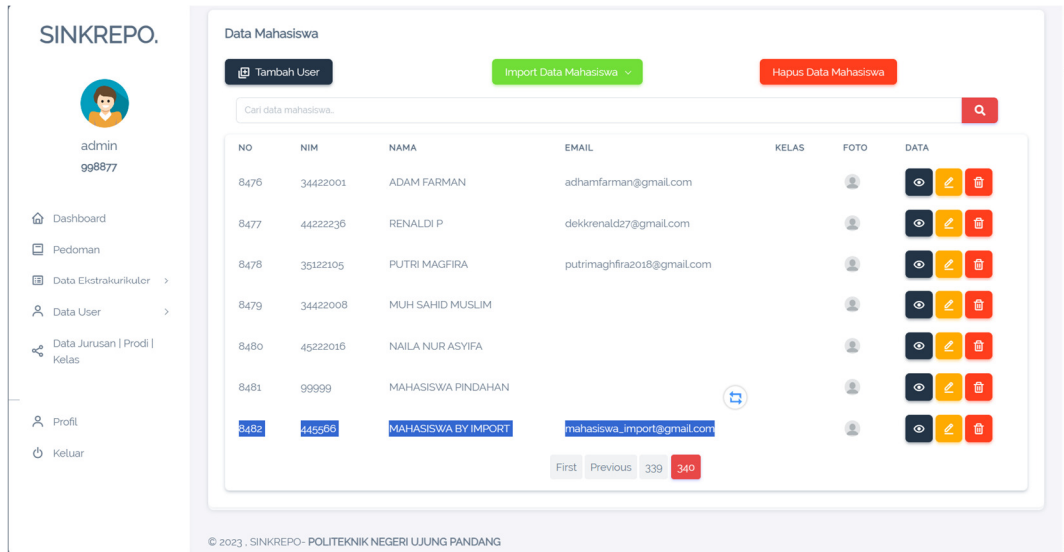 SINKREPO.
admin
998877
Dashboard
Pedoman
Data Ekstrakurikuler
Data User
Data Jurusan | Prodi |
Kelas
Profil
Keluar
Data Mahasiswa
Tambah User Import Data Mahasiswa Hapus Data Mahasiswa
Cari data mahasiswa..
NO NIM NAMA EMAIL KELAS FOTO DATA
8476 34422001 ADAM FARMAN adhamfarman@gmail.com
8477 44222236 RENALDI P dekkrenald27@gmail.com
8478 35122105 PUTRI MAGFIRA putrimaghfira2018@gmail.com
8479 34422008 MUH SAHID MUSLIM
8480 45222016 NAILA NUR ASYIFA
8481 99999 MAHASISWA PINDAHAN
8482 445566 MAHASISWA BY IMPORT mahasiswa_import@gmail.com
First Previous 339 340
© 2023 , SINKREPO- POLITEKNIK NEGERI UJUNG PANDANG